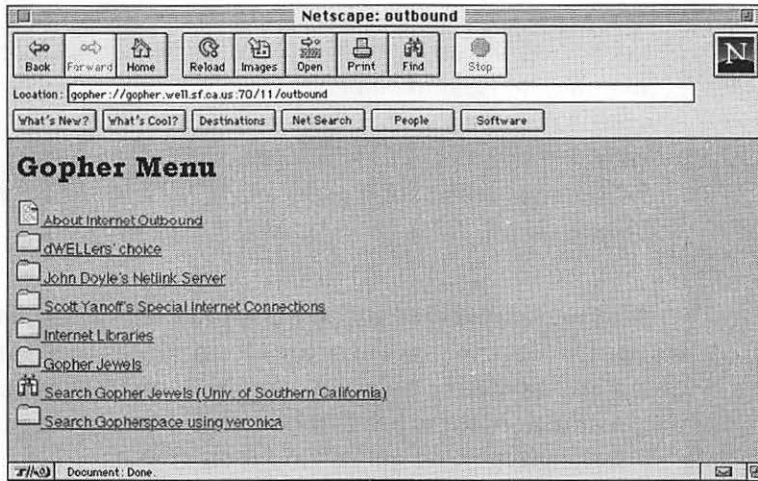 Netscape: outbound
Back Forward Home Reload Images Open Print Find Stop
N
Location: gopher://gopher.well.sf.ca.us:70/11/outbound
What's New? What's Cool? Destinations Net Search People Software
Gopher Menu
About Internet Outbound
dWELLers' choice
John Doyle's Netlink Server
Scott Yanoff's Special Internet Connections
Internet Libraries
Gopher Jewels
Search Gopher Jewels (Univ. of Southern California)
Search Gopherspace using veronica
Document: Done.